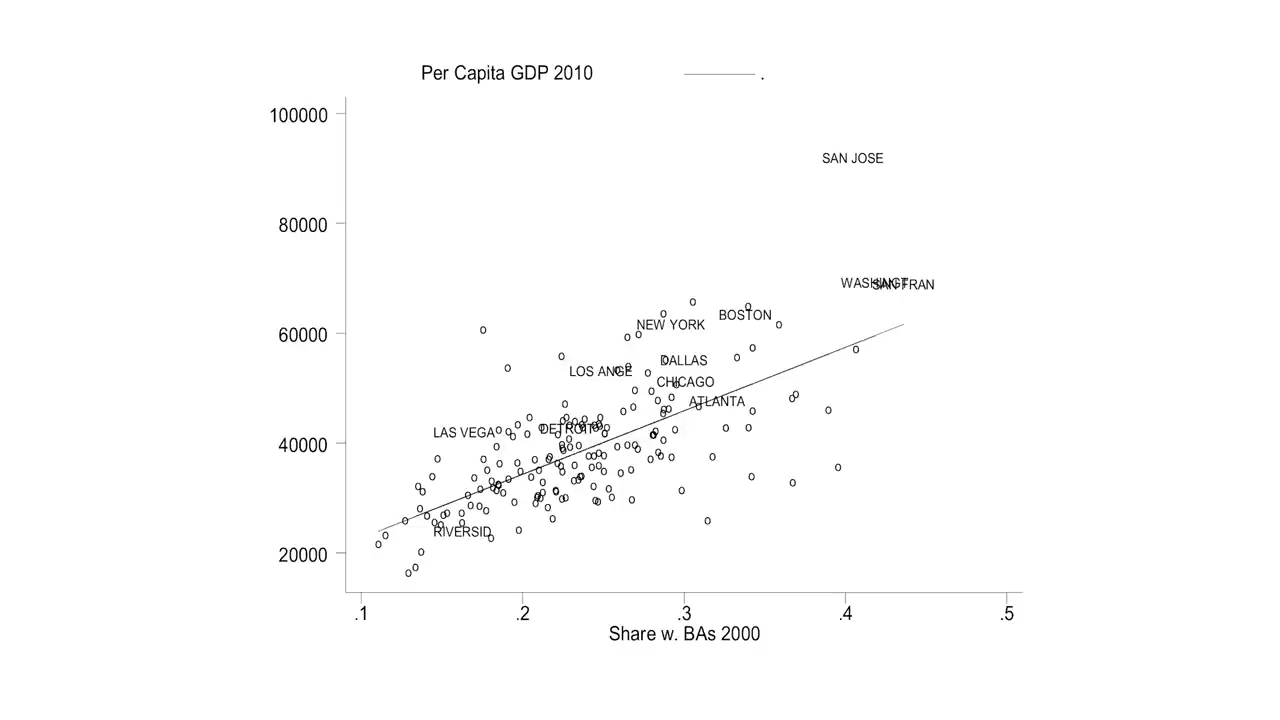 Per Capita GDP 2010 .
100000
SAN JOSE
80000
WASHINGT
SAN FRAN
BOSTON
NEW YORK
60000
DALLAS
LOS ANGE
CHICAGO
ATLANTA
LAS VEGA
DETROIT
40000
RIVERSID
20000
.1 .2 .3 .4 .5
Share w. BAs 2000